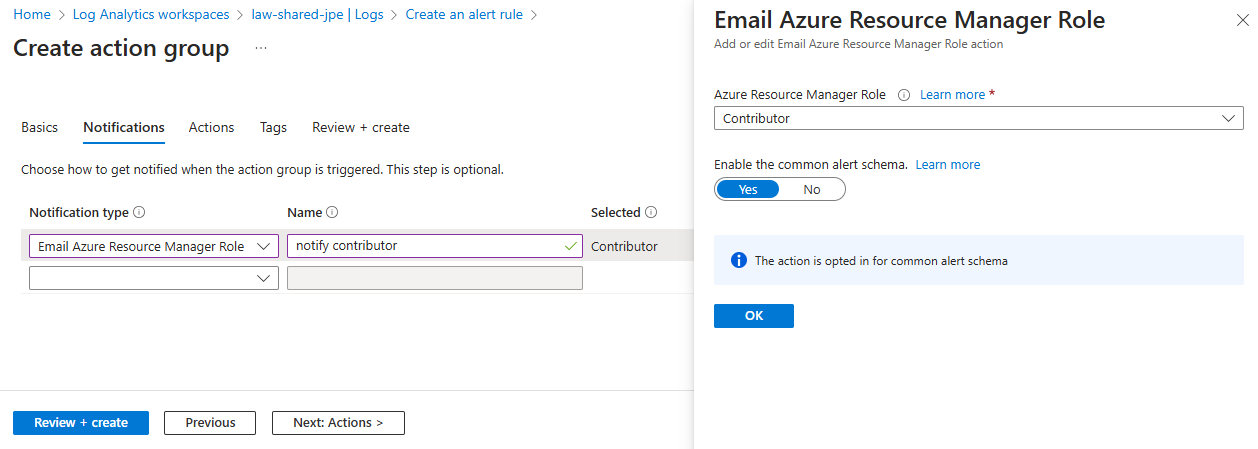 Home > Log Analytics workspaces > law-shared-jpe | Logs > Create an alert rule >
Create action group ...
Basics Notifications Actions Tags Review + create
Choose how to get notified when the action group is triggered. This step is optional.
Notification type Name Selected
Email Azure Resource Manager Role notify contributor Contributor
Review + create Previous Next: Actions >
Email Azure Resource Manager Role
Add or edit Email Azure Resource Manager Role action
Azure Resource Manager Role Learn more *
Contributor
Enable the common alert schema. Learn more
Yes No
The action is opted in for common alert schema
OK